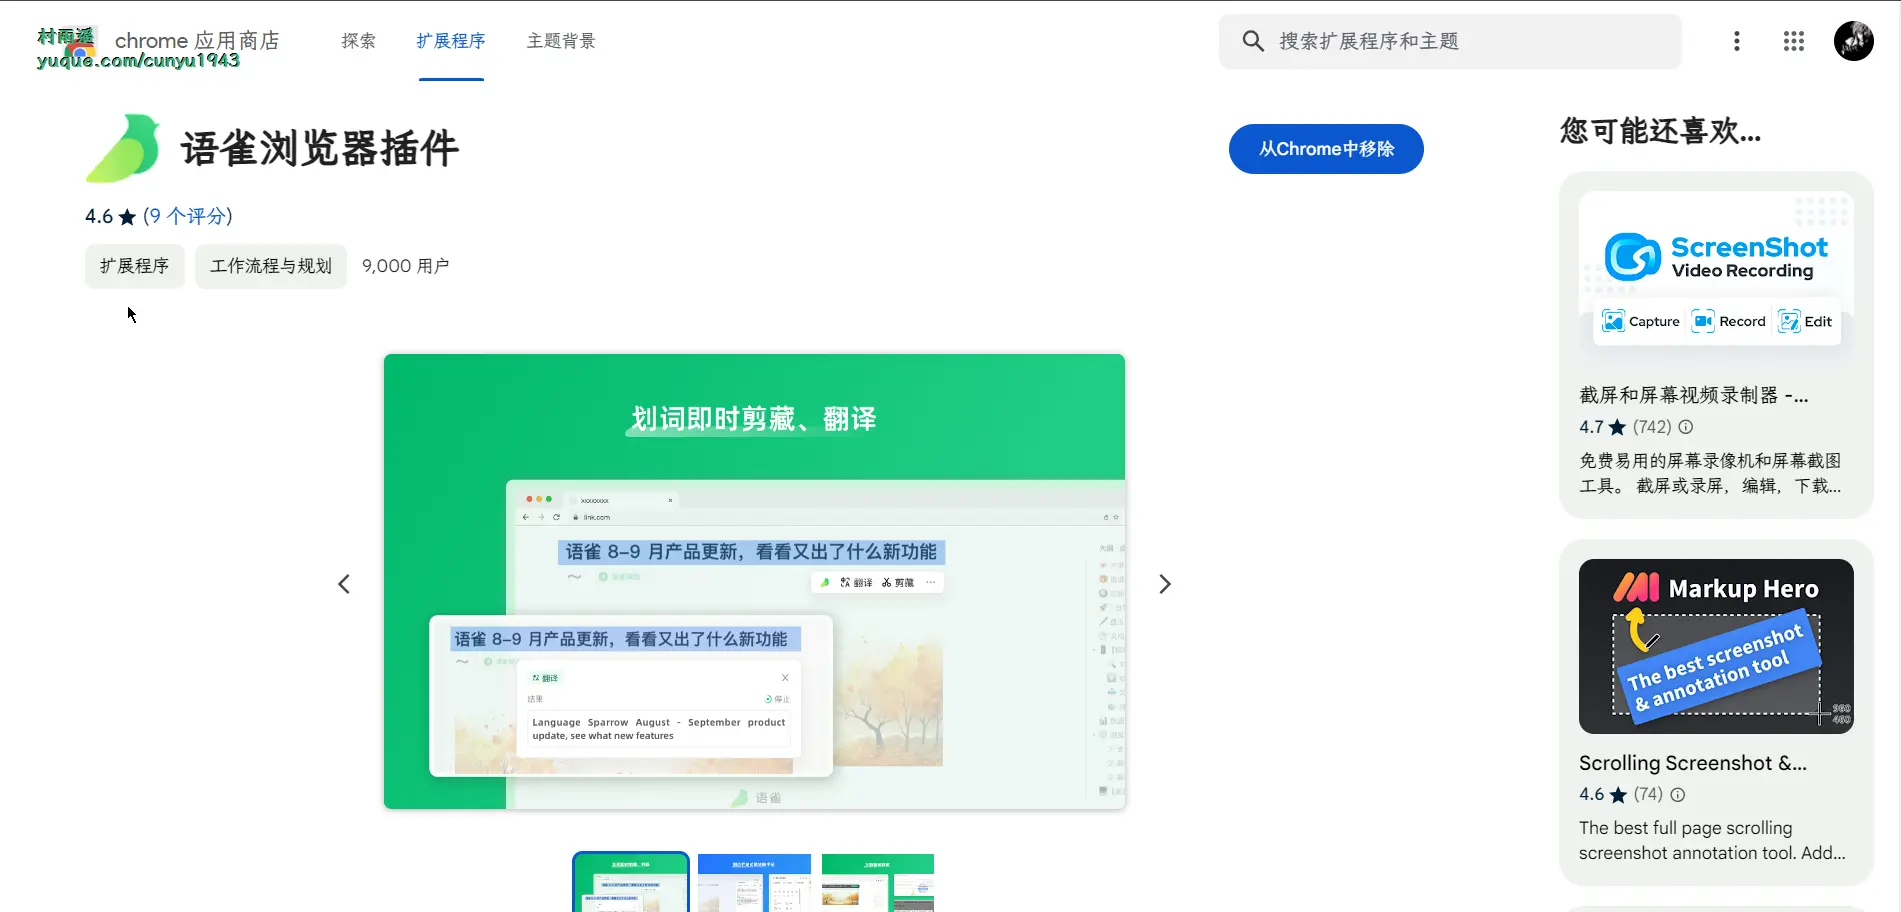 村雨遥
yuque.com/cunyu1943
chrome 应用商店
探索
扩展程序
主题背景
搜索扩展程序和主题
语雀浏览器插件
从Chrome中移除
4.6 ★ (9 个评分)
扩展程序
工作流程与规划
9,000 用户
划词即时剪藏、翻译
xxxxxxxx
link.com
语雀 8-9 月产品更新，看看又出了什么新功能
翻译
剪藏
大纲
语雀 8-9 月产品更新，看看又出了什么新功能
翻译
结果
停止
Language Sparrow August - September product
update, see what new features
语雀
您可能还喜欢...
ScreenShot
Video Recording
Capture
Record
Edit
截屏和屏幕视频录制器 -...
4.7 ★ (742)
免费易用的屏幕录像机和屏幕截图
工具。 截屏或录屏，编辑，下载...
Markup Hero
The best screenshot
& annotation tool
960
460
Scrolling Screenshot &...
4.6 ★ (74)
The best full page scrolling
screenshot annotation tool. Add...